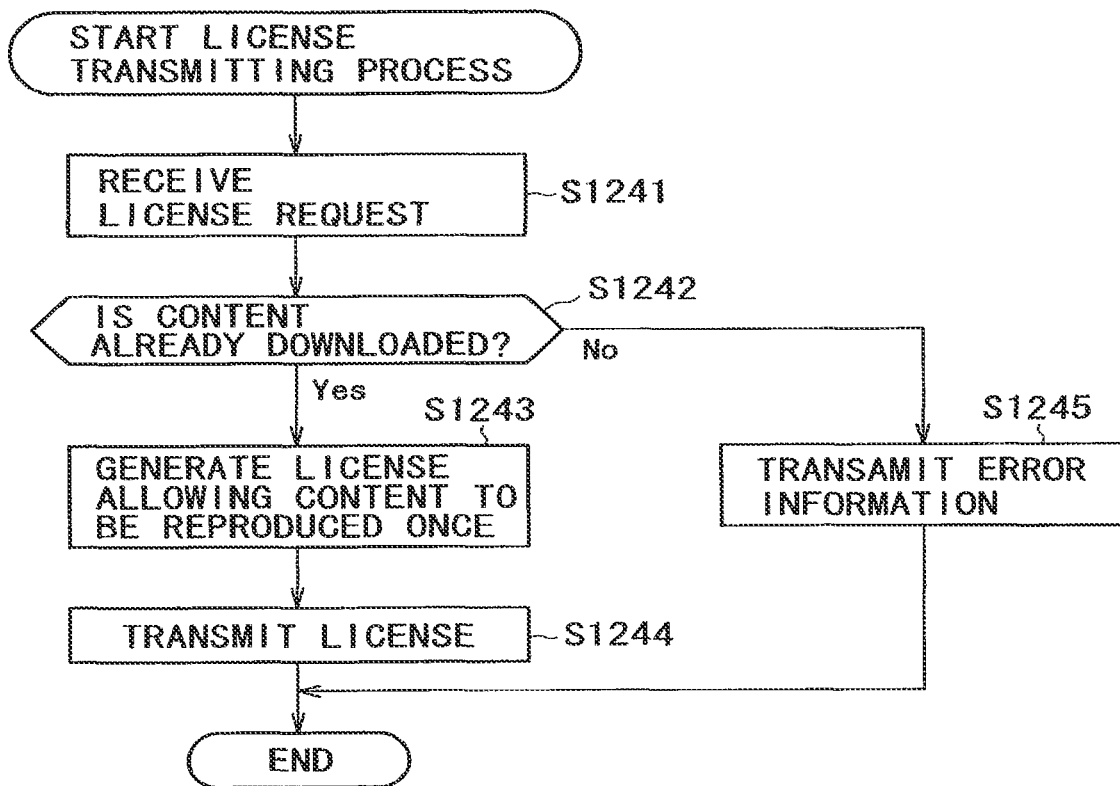 START LICENSE
TRANSMITTING PROCESS
RECEIVE
LICENSE REQUEST
S1241
S1242
IS CONTENT
ALREADY DOWNLOADED?
No
Yes
S1243
GENERATE LICENSE
ALLOWING CONTENT TO
BE REPRODUCED ONCE
S1245
TRANSAMIT ERROR
INFORMATION
TRANSMIT LICENSE
S1244
END